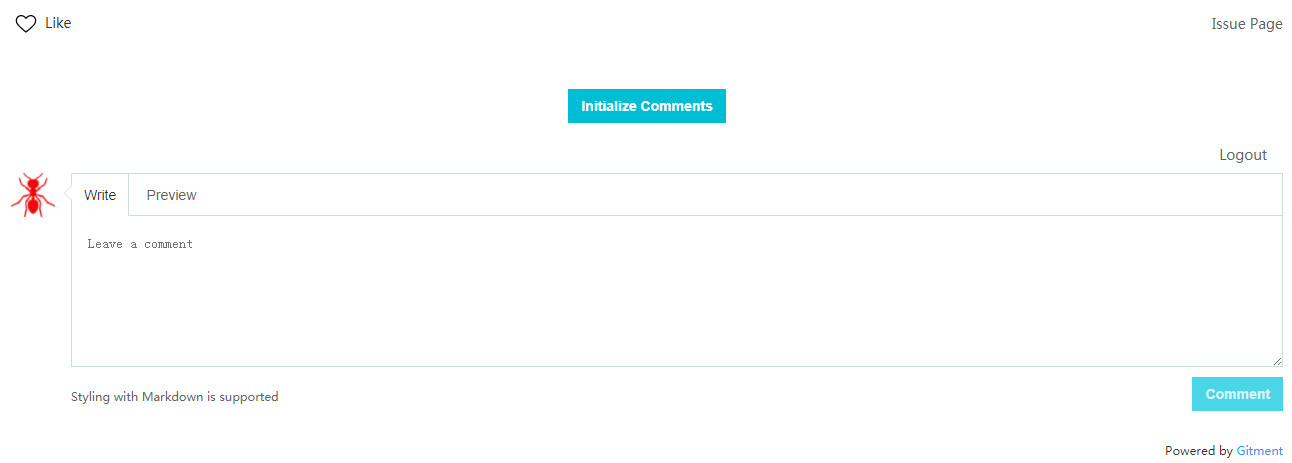 Like
Issue Page
Initialize Comments
Logout
Write
Preview
Leave a comment
Styling with Markdown is supported
Comment
Powered by Gitment